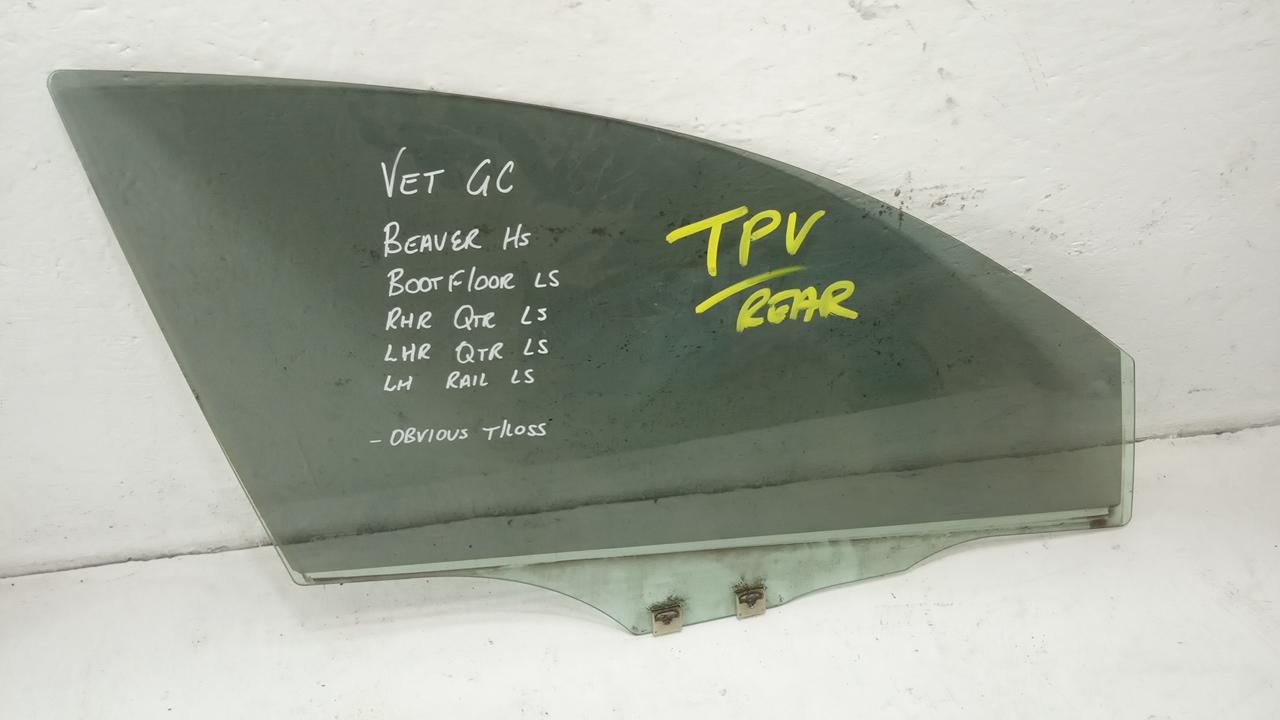 VET GC
BEAVER HS
BOOTFLOOR LS
RHR QTR LS
LHR QTR LS
LH RAIL LS
- OBVIOUS T/LOSS
TPV
REAR